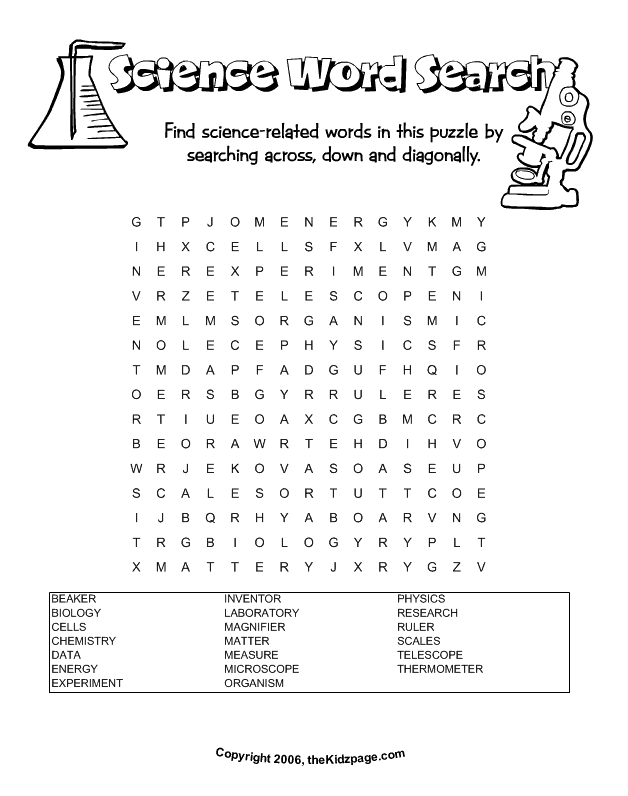 Science Word Search
Find science-related words in this puzzle by
searching across, down and diagonally.
G T P J O M E N E R G Y K M Y
I H X C E L L S F X L V M A G
N E R E X P E R I M E N T G M
V R Z E T E L E S C O P E N I
E M L M S O R G A N I S M I C
N O L E C E P H Y S I C S F R
T M D A P F A D G U F H Q I O
O E R S B G Y R R U L E R E S
R T I U E O A X C G B M C R C
B E O R A W R T E H D I H V O
W R J E K O V A S O A S E U P
S C A L E S O R T U T T C O E
I J B Q R H Y A B O A R V N G
T R G B I O L O G Y R Y P L T
X M A T T E R Y J X R Y G Z V
BEAKER INVENTOR PHYSICS
BIOLOGY LABORATORY RESEARCH
CELLS MAGNIFIER RULER
CHEMISTRY MATTER SCALES
DATA MEASURE TELESCOPE
ENERGY MICROSCOPE THERMOMETER
EXPERIMENT ORGANISM
Copyright 2006, theKidzpage.com